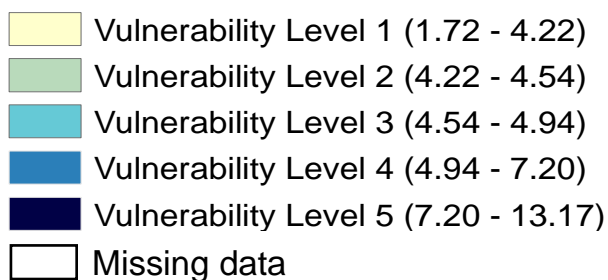 Vulnerability Level 1 (1.72 - 4.22)
Vulnerability Level 2 (4.22 - 4.54)
Vulnerability Level 3 (4.54 - 4.94)
Vulnerability Level 4 (4.94 - 7.20)
Vulnerability Level 5 (7.20 - 13.17)
Missing data